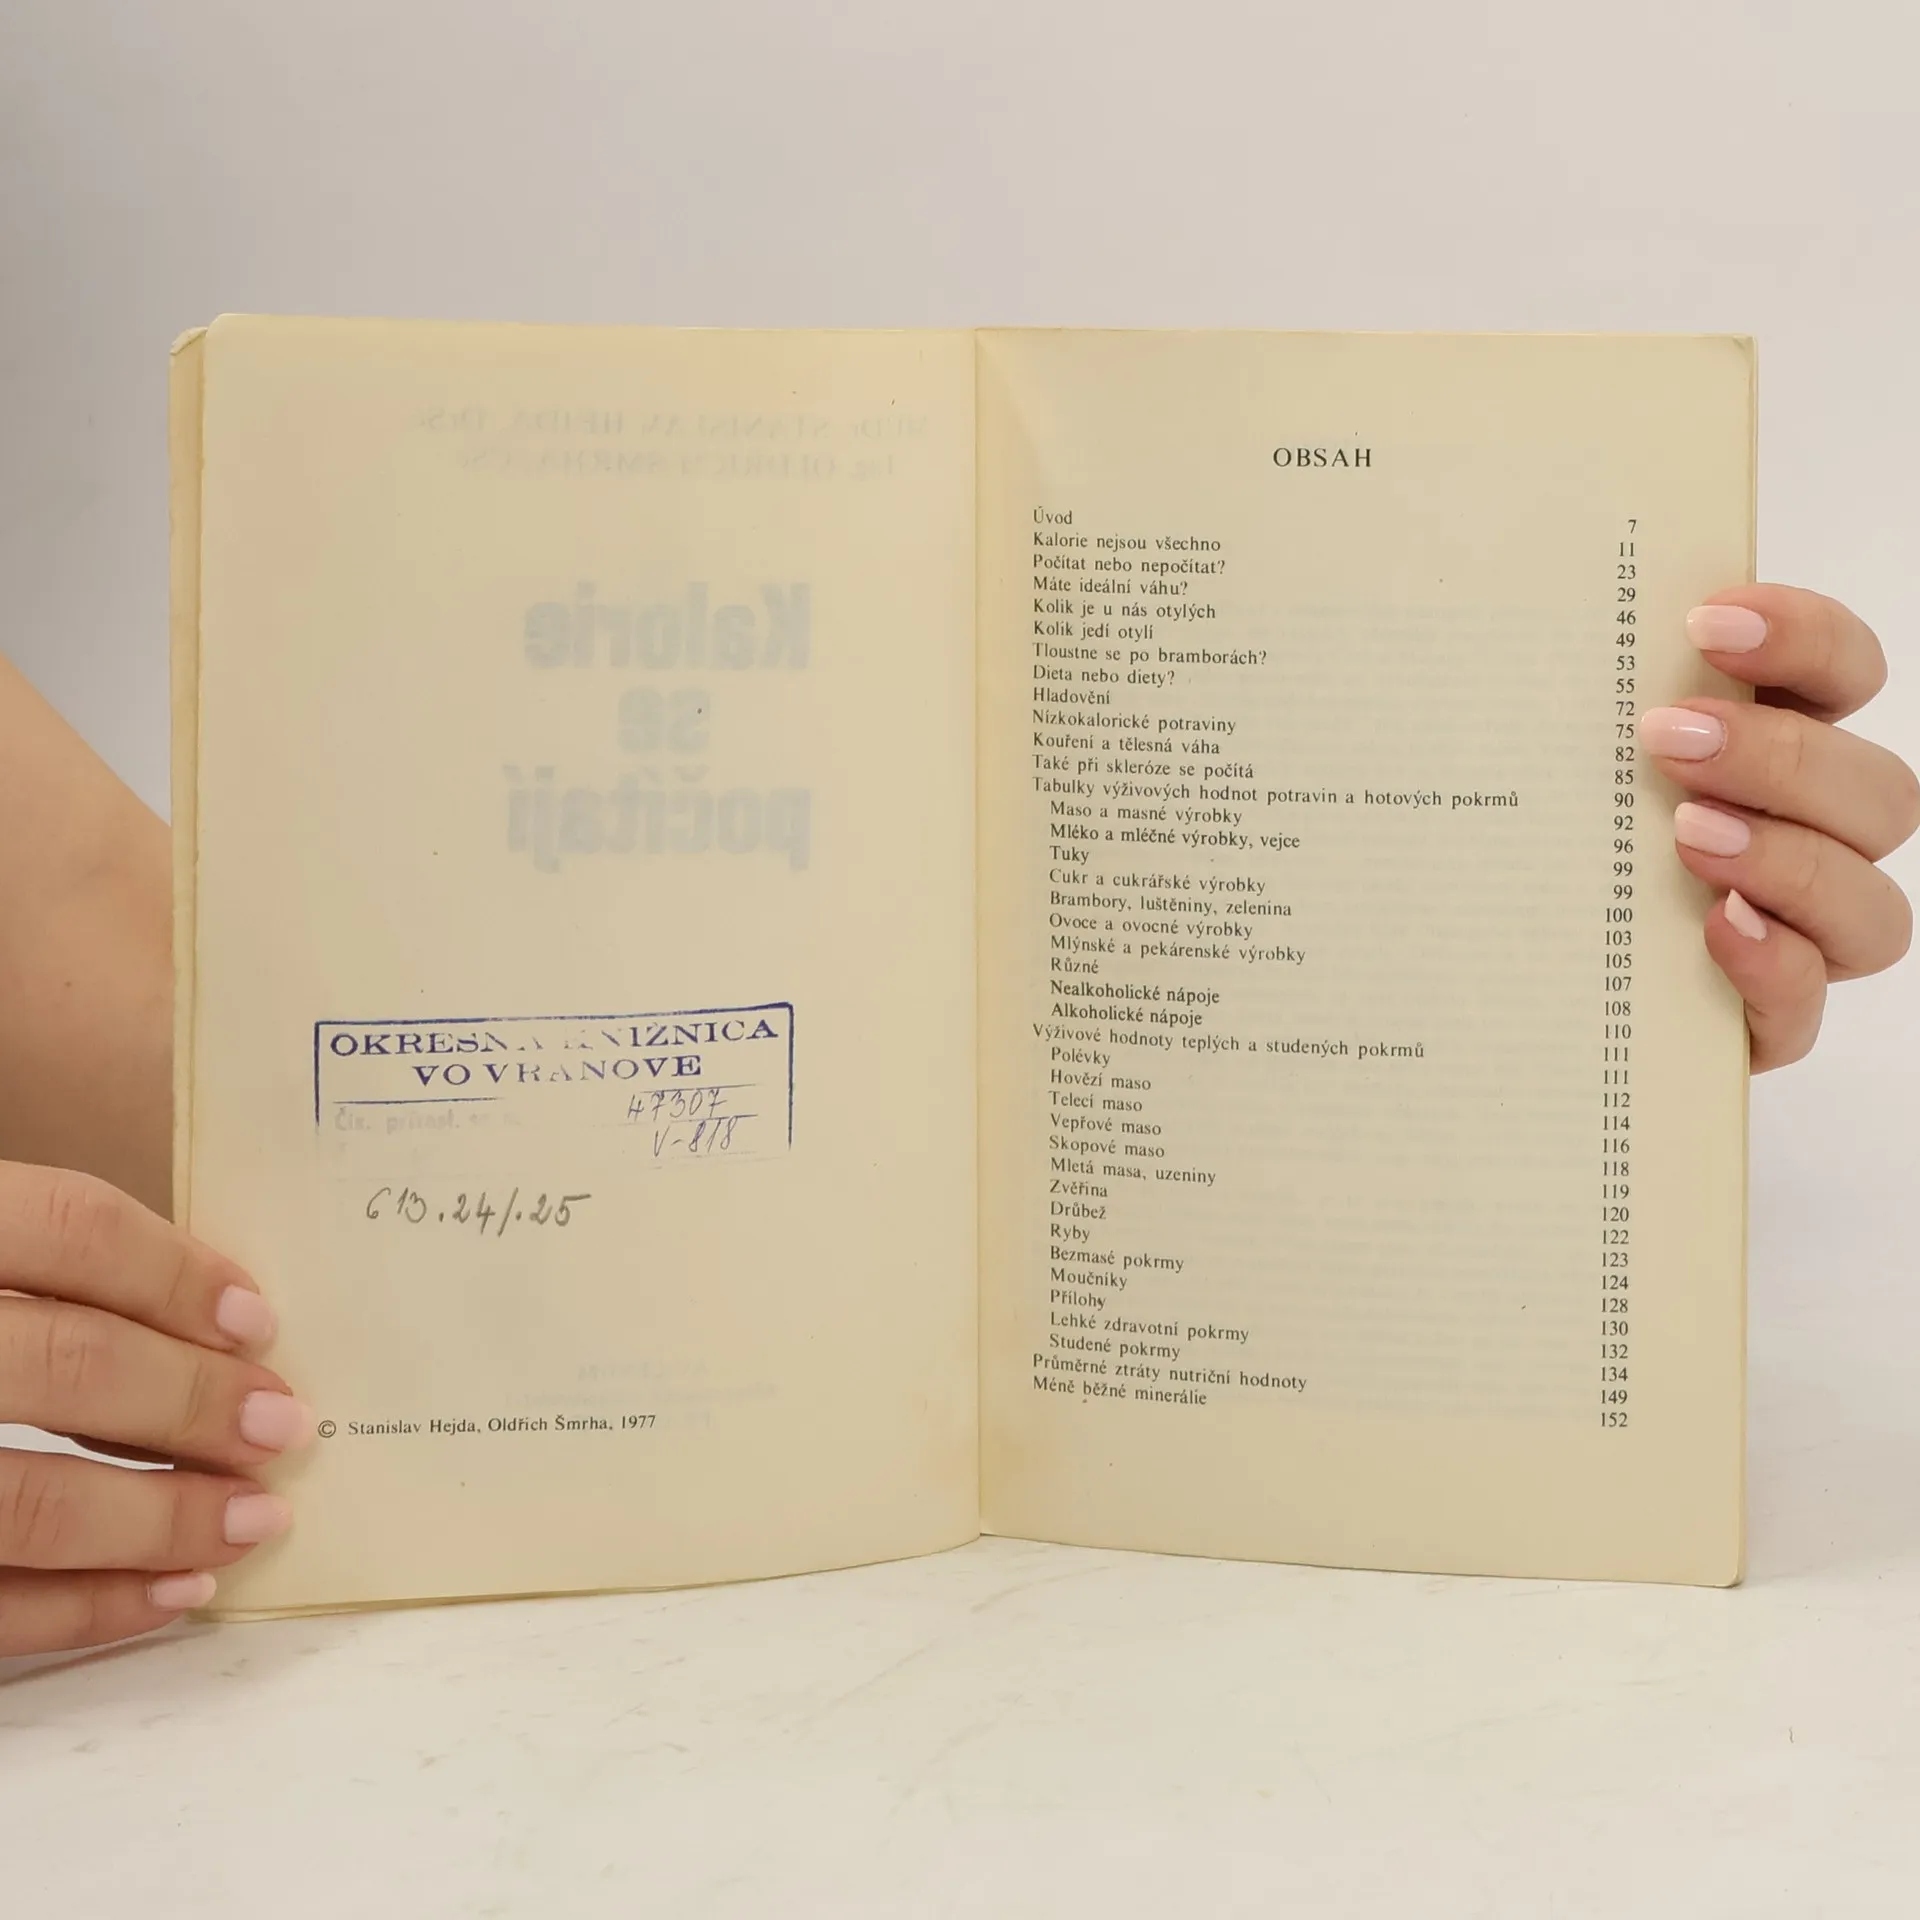 OKRESNÁ KNIŽNICA
VO VRANOVE
Čís. prírast.
47307
V-818
613.24/.25
© Stanislav Hejda, Oldřich Šmrha, 1977
OBSAH
Úvod 7
Kalorie nejsou všechno 11
Počítat nebo nepočítat? 23
Máte ideální váhu? 29
Kolik je u nás otylých 46
Kolik jedí otylí 49
Tloustne se po bramborách? 53
Dieta nebo diety? 55
Hladovění 72
Nízkokalorické potraviny 75
Kouření a tělesná váha 82
Také při skleróze se počítá 85
Tabulky výživových hodnot potravin a hotových pokrmů 90
Maso a masné výrobky 92
Mléko a mléčné výrobky, vejce 96
Tuky 99
Cukr a cukrářské výrobky 99
Brambory, luštěniny, zelenina 100
Ovoce a ovocné výrobky 103
Mlýnské a pekárenské výrobky 105
Různé 107
Nealkoholické nápoje 108
Alkoholické nápoje 110
Výživové hodnoty teplých a studených pokrmů 111
Polévky 111
Hovězí maso 112
Telecí maso 114
Vepřové maso 116
Skopové maso 118
Mletá masa, uzeniny 119
Zvěřina 120
Drůbež 122
Ryby 123
Bezmasé pokrmy 124
Moučníky 128
Přílohy 130
Lehké zdravotní pokrmy 132
Studené pokrmy 134
Průměrné ztráty nutriční hodnoty 149
Méně běžné minerálie 152